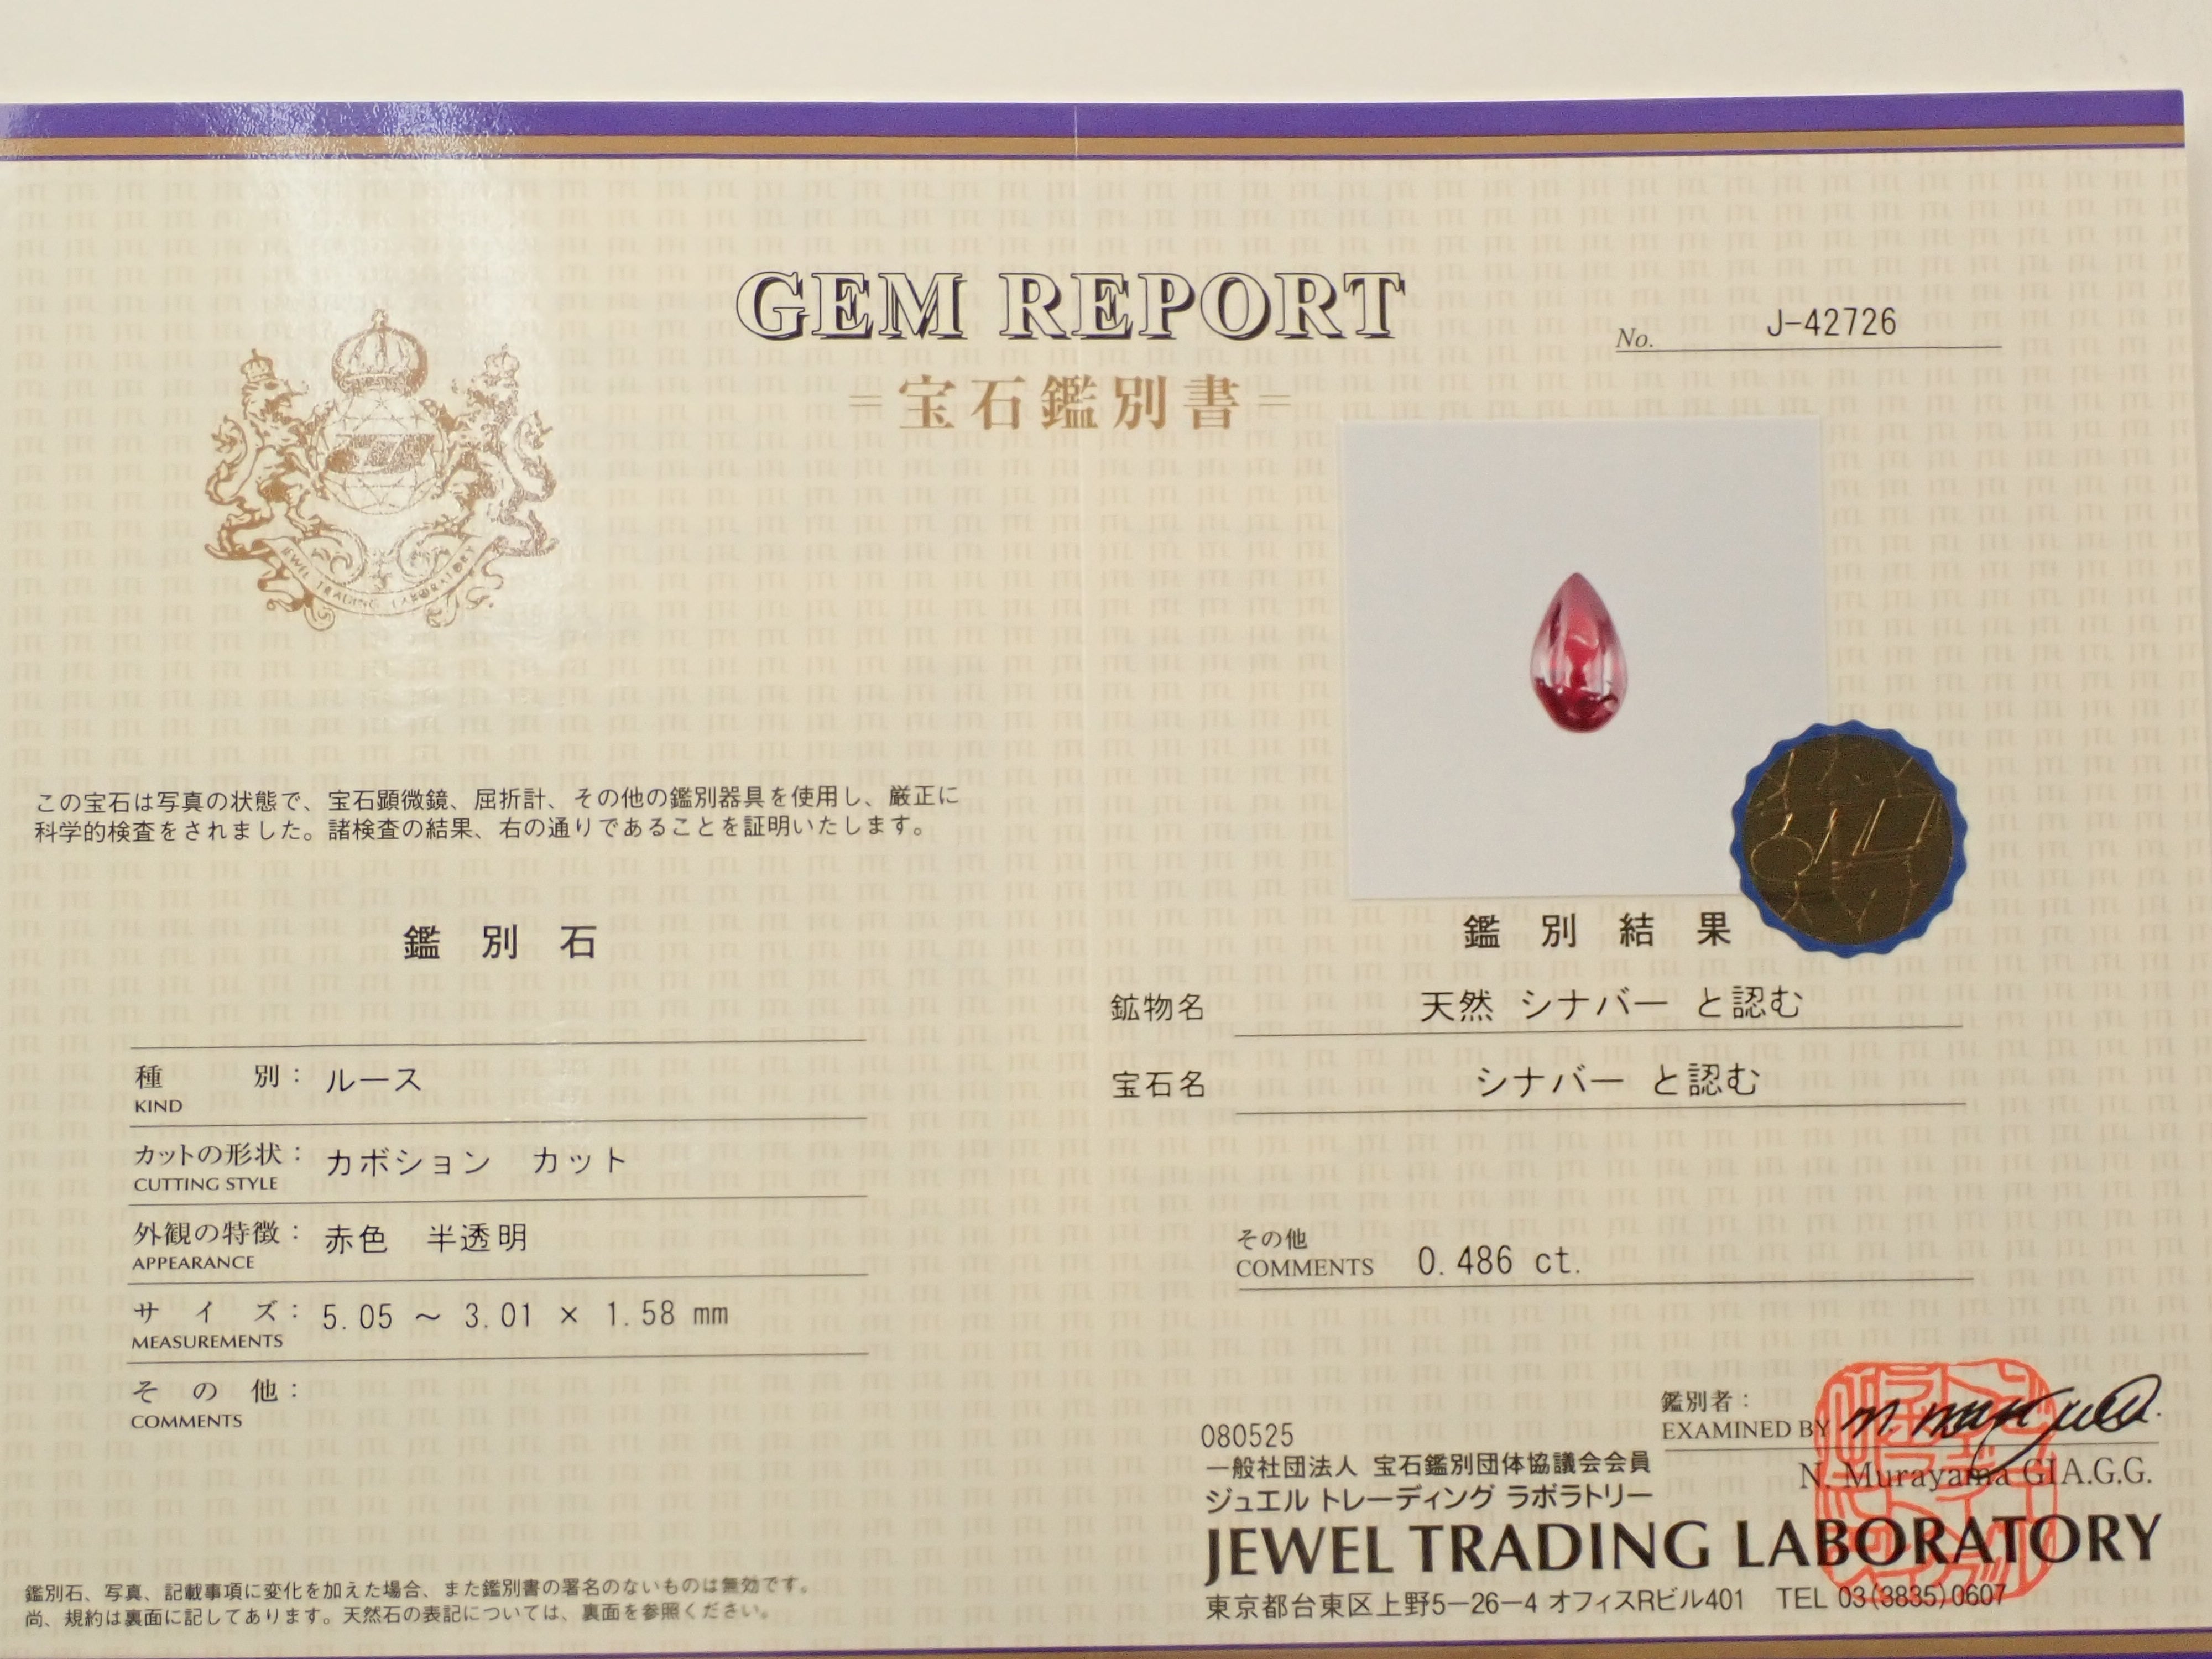 GEM REPORT
No. J-42726
=宝石鑑別書=
JEWEL TRADING LABORATORY
この宝石は写真の状態で、宝石顕微鏡、屈折計、その他の鑑別器具を使用し、厳正に
科学的検査をされました。諸検査の結果、右の通りであることを証明いたします。
鑑別石
種別: ルース
KIND
カットの形状: カボション カット
CUTTING STYLE
外観の特徴: 赤色 半透明
APPEARANCE
サイズ: 5.05 ~ 3.01 × 1.58 mm
MEASUREMENTS
その他:
COMMENTS
鑑別石、写真、記載事項に変化を加えた場合、また鑑別書の署名のないものは無効です。
尚、規約は裏面に記してあります。天然石の表記については、裏面を参照ください。
鑑別結果
鉱物名 天然 シナバー と認む
宝石名 シナバー と認む
その他
COMMENTS 0.486 ct.
鑑別者:
EXAMINED BY
N. Murayama GIA.G.G.
080525
一般社団法人 宝石鑑別団体協議会会員
ジュエル トレーディング ラボラトリー
JEWEL TRADING LABORATORY
東京都台東区上野5-26-4 オフィスRビル401 TEL 03(3835)0607